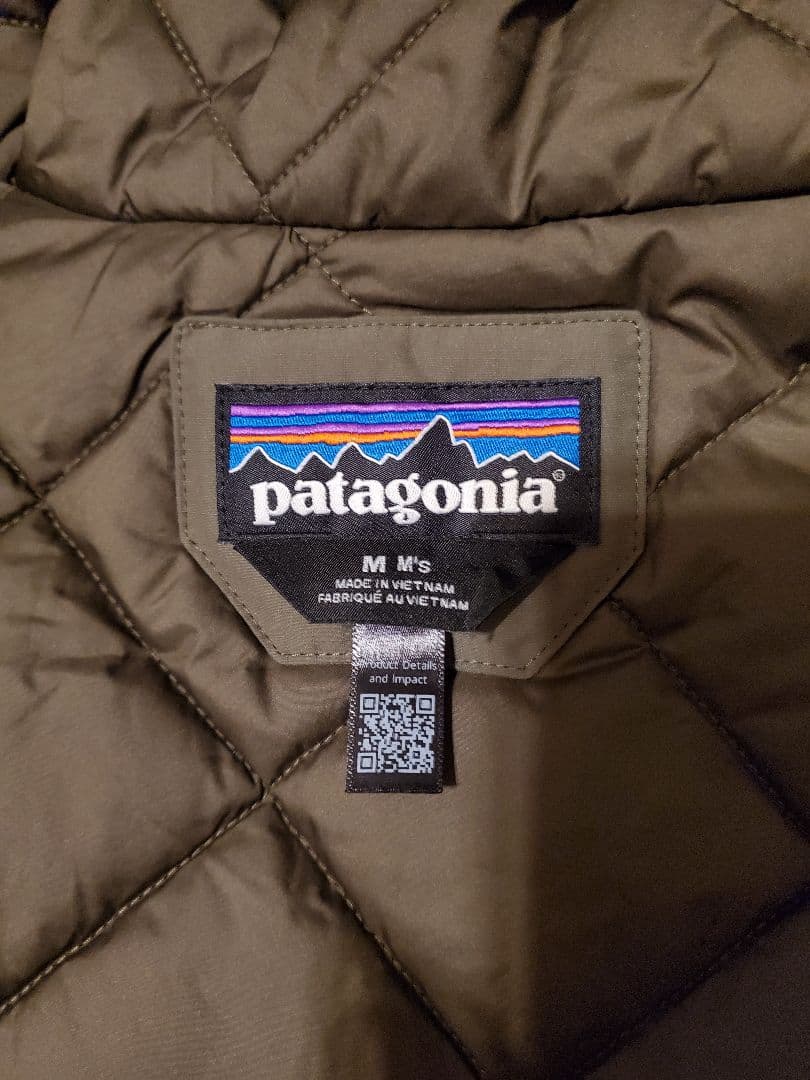 patagonia®
M M's
MADE IN VIETNAM
FABRIQUÉ AU VIETNAM
Product Details
and Impact